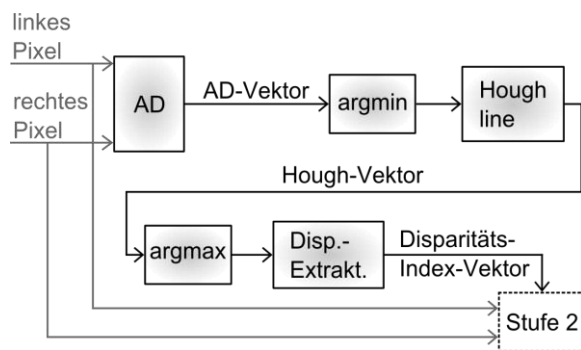 linkes
Pixel
rechtes
Pixel
AD
AD-Vektor
argmin
Hough
line
Hough-Vektor
argmax
Disp.-
Extrakt.
Disparitäts-
Index-Vektor
Stufe 2